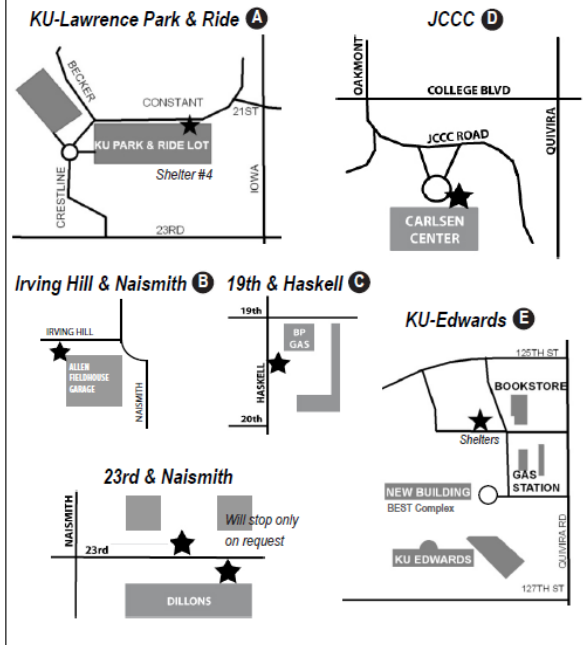 KU-Lawrence Park & Ride A
BECKER
CONSTANT
21ST
KU PARK & RIDE LOT
Shelter #4
CRESTLINE
IOWA
23RD
JCCC D
OAKMONT
COLLEGE BLVD
JCCC ROAD
QUIVIRA
CARLSEN
CENTER
Irving Hill & Naismith B
IRVING HILL
ALLEN
FIELDHOUSE
GARAGE
NAISMITH
19th & Haskell C
19th
BP
GAS
HASKELL
20th
KU-Edwards E
125TH ST
BOOKSTORE
Shelters
GAS
STATION
NEW BUILDING
BEST Complex
QUIVIRA RD
KU EDWARDS
127TH ST
23rd & Naismith
NAISMITH
Will stop only
on request
23rd
DILLONS